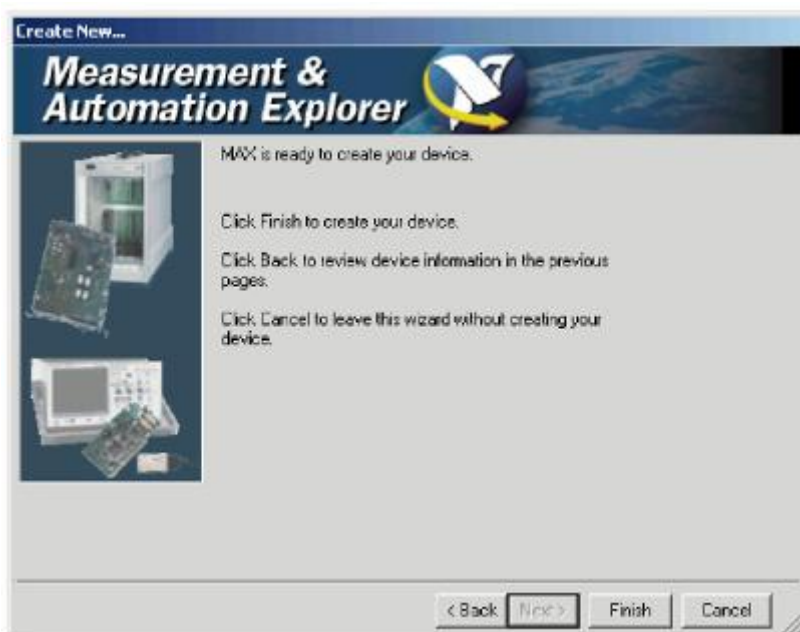 Create New...
Measurement &
Automation Explorer
MAX is ready to create your device.
Click Finish to create your device.
Click Back to review device information in the previous
pages.
Click Cancel to leave this wizard without creating your
device.
< Back
Next >
Finish
Cancel